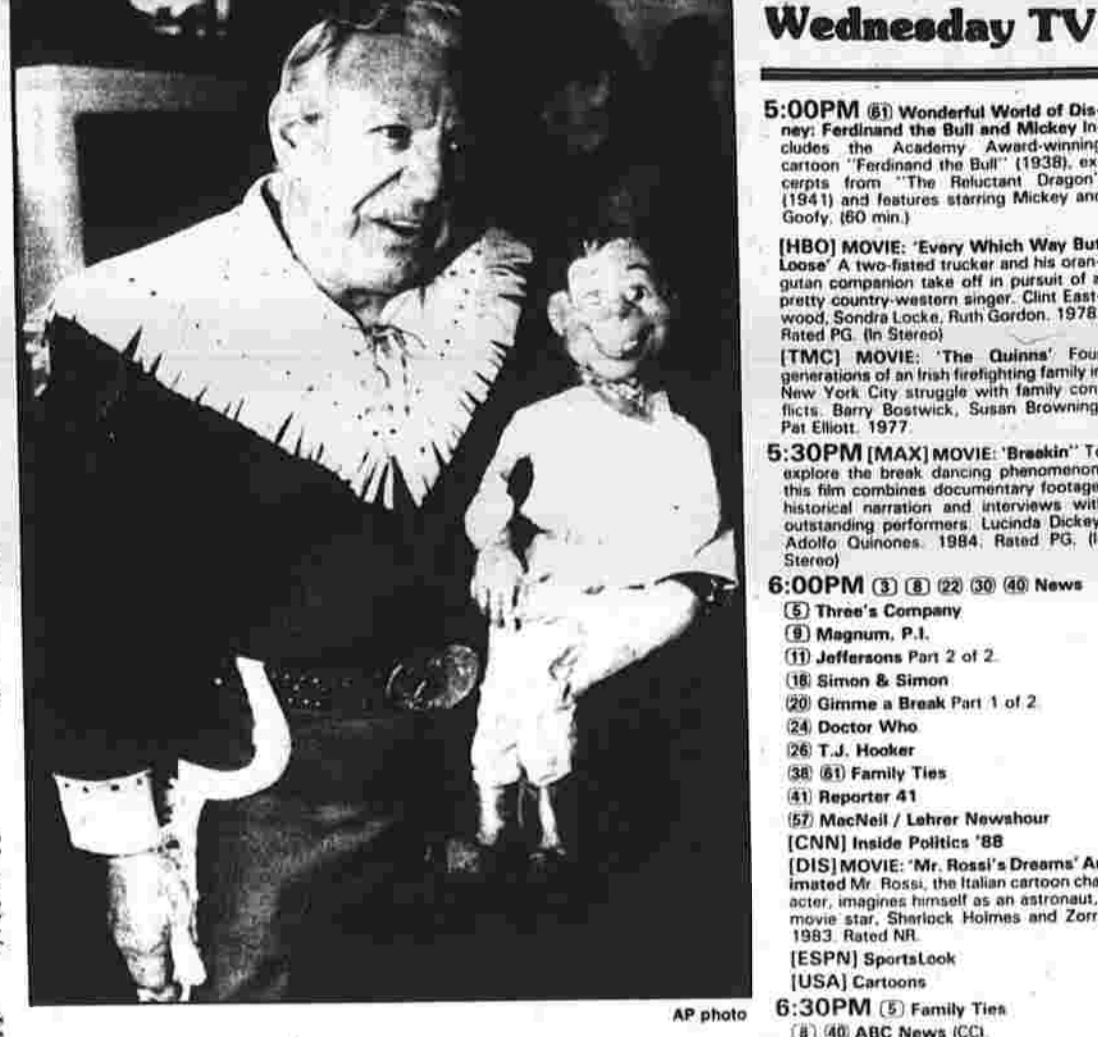 AP photo
Wednesday TV
5:00PM (61) Wonderful World of Dis-
ney: Ferdinand the Bull and Mickey In-
cludes the Academy Award-winning
cartoon "Ferdinand the Bull" (1938), ex
cerpts from "The Reluctant Dragon"
(1941) and features starring Mickey and
Goofy. (60 min.)
[HBO] MOVIE: 'Every Which Way But
Loose' A two-fisted trucker and his oran-
gutan companion take off in pursuit of a
pretty country-western singer. Clint East-
wood, Sondra Locke, Ruth Gordon. 1978
Rated PG. (In Stereo)
[TMC] MOVIE: 'The Quinns' Four
generations of an Irish firefighting family in
New York City struggle with family con
flicts. Barry Bostwick, Susan Browning
Pat Elliott. 1977.
5:30PM [MAX] MOVIE: 'Breakin'' To
explore the break dancing phenomenon
this film combines documentary footage
historical narration and interviews with
outstanding performers. Lucinda Dickey
Adolfo Quinones. 1984. Rated PG. (I
Stereo)
6:00PM (3) (8) (22) (30) (40) News
(5) Three's Company
(9) Magnum, P.I.
(11) Jeffersons Part 2 of 2.
(18) Simon & Simon
(20) Gimme a Break Part 1 of 2
(24) Doctor Who
(26) T.J. Hooker
(38) (61) Family Ties
(41) Reporter 41
(57) MacNeil / Lehrer Newshour
[CNN] Inside Politics '88
[DIS] MOVIE: 'Mr. Rossi's Dreams' An
imated Mr. Rossi, the Italian cartoon cha
acter, imagines himself as an astronaut,
movie star, Sherlock Holmes and Zorr
1983. Rated NR.
[ESPN] SportsLook
[USA] Cartoons
6:30PM (5) Family Ties
(8) (40) ABC News (CC).